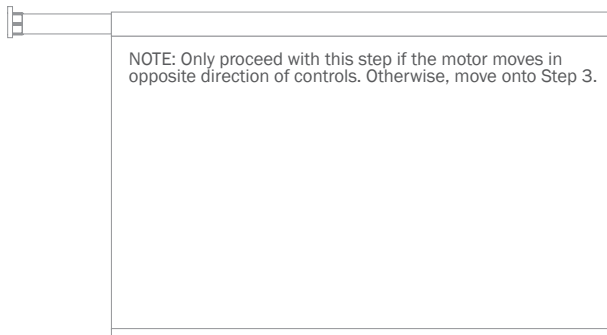 NOTE: Only proceed with this step if the motor moves in
opposite direction of controls. Otherwise, move onto Step 3.